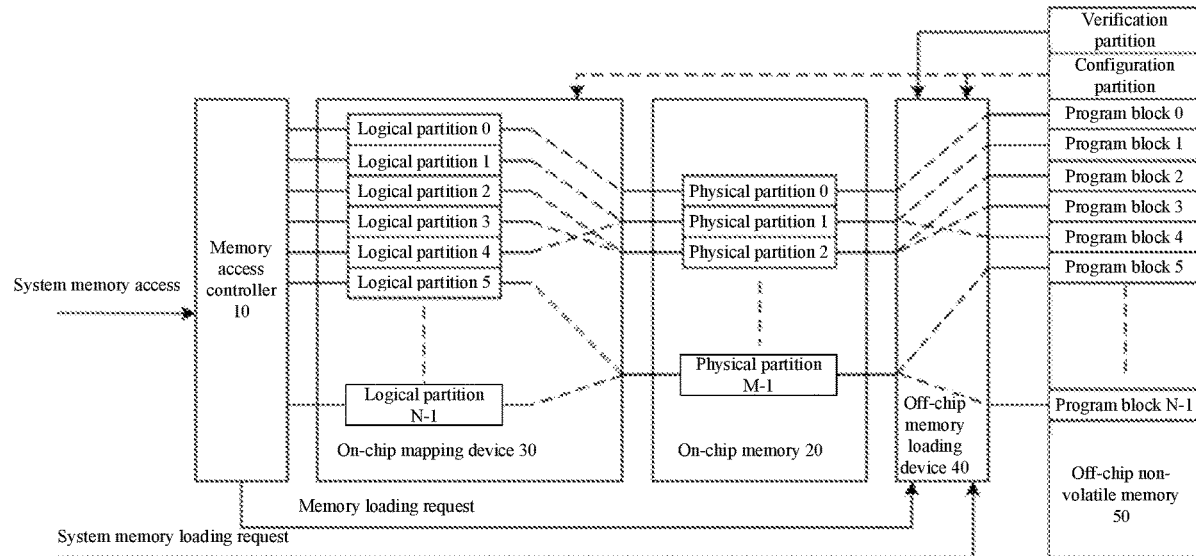 Verification
partition
Configuration
partition
Program block 0
Program block 1
Program block 2
Program block 3
Program block 4
Program block 5
Program block N-1
Off-chip non-
volatile memory
50
Logical partition 0
Logical partition 1
Logical partition 2
Logical partition 3
Logical partition 4
Logical partition 5
Logical partition
N-1
On-chip mapping device 30
Physical partition 0
Physical partition 1
Physical partition 2
Physical partition
M-1
On-chip memory 20
Off-chip
memory
loading
device 40
Memory
access
controller
10
System memory access
Memory loading request
System memory loading request